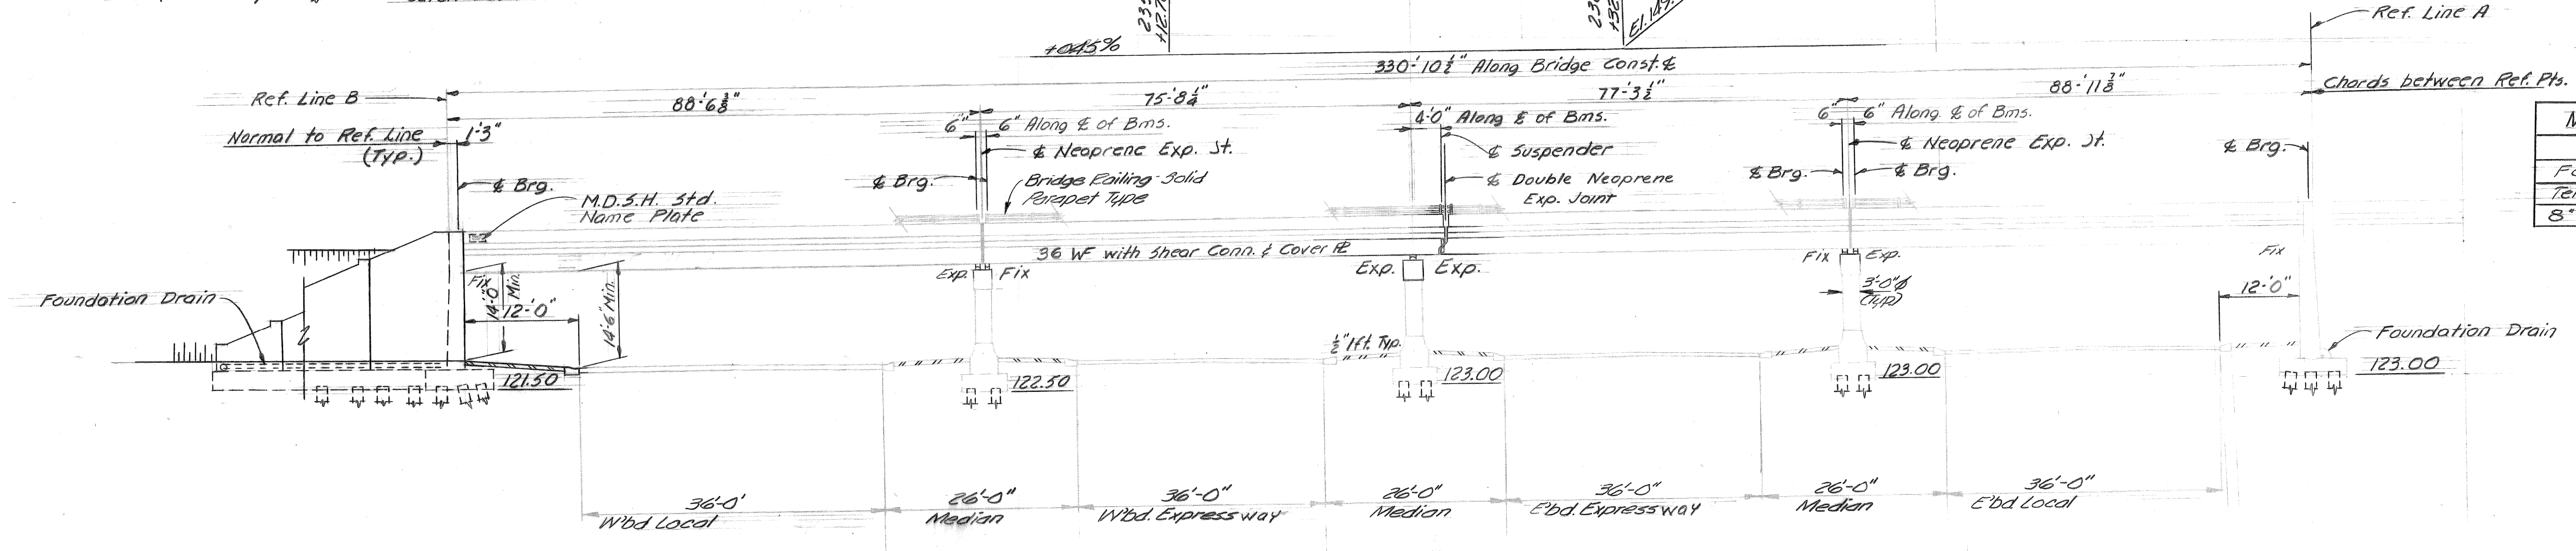 +0.45%
330'-10½" Along Bridge Const. ℄
Ref. Line A
Ref. Line B
88'-6⅜"
75'-8¼"
77'-3½"
88'-11⅞"
Chords between Ref. Pts.
Normal to Ref. Line
(Typ.)
1'-3"
6"
6" Along ℄ of Bms.
4'-0" Along ℄ of Bms.
6"
6" Along ℄ of Bms.
℄ Neoprene Exp. Jt.
℄ Suspender
℄ Neoprene Exp. Jt.
℄ Brg.
℄ Brg.
℄ Brg.
Bridge Railing-Solid
Parapet Type
℄ Double Neoprene
Exp. Joint
℄ Brg.
℄ Brg.
M.D.S.H. Std.
Name Plate
8"
36 WF with Shear Conn. & Cover ℙL
Exp.
Fix
Exp.
Exp.
Fix
Exp.
Fix
Fix
14'-0"
Min.
12'-0"
14'-6" Min.
3'-0"ϕ
(Typ.)
12'-0"
Foundation Drain
½" 1ft. Typ.
Foundation Drain
121.50
122.50
123.00
123.00
123.00
36'-0'
W'bd Local
26'-0"
Median
36'-0"
W'bd. Expressway
26'-0"
Median
36'-0"
E'bd. Expressway
26'-0"
Median
36'-0"
E'bd Local